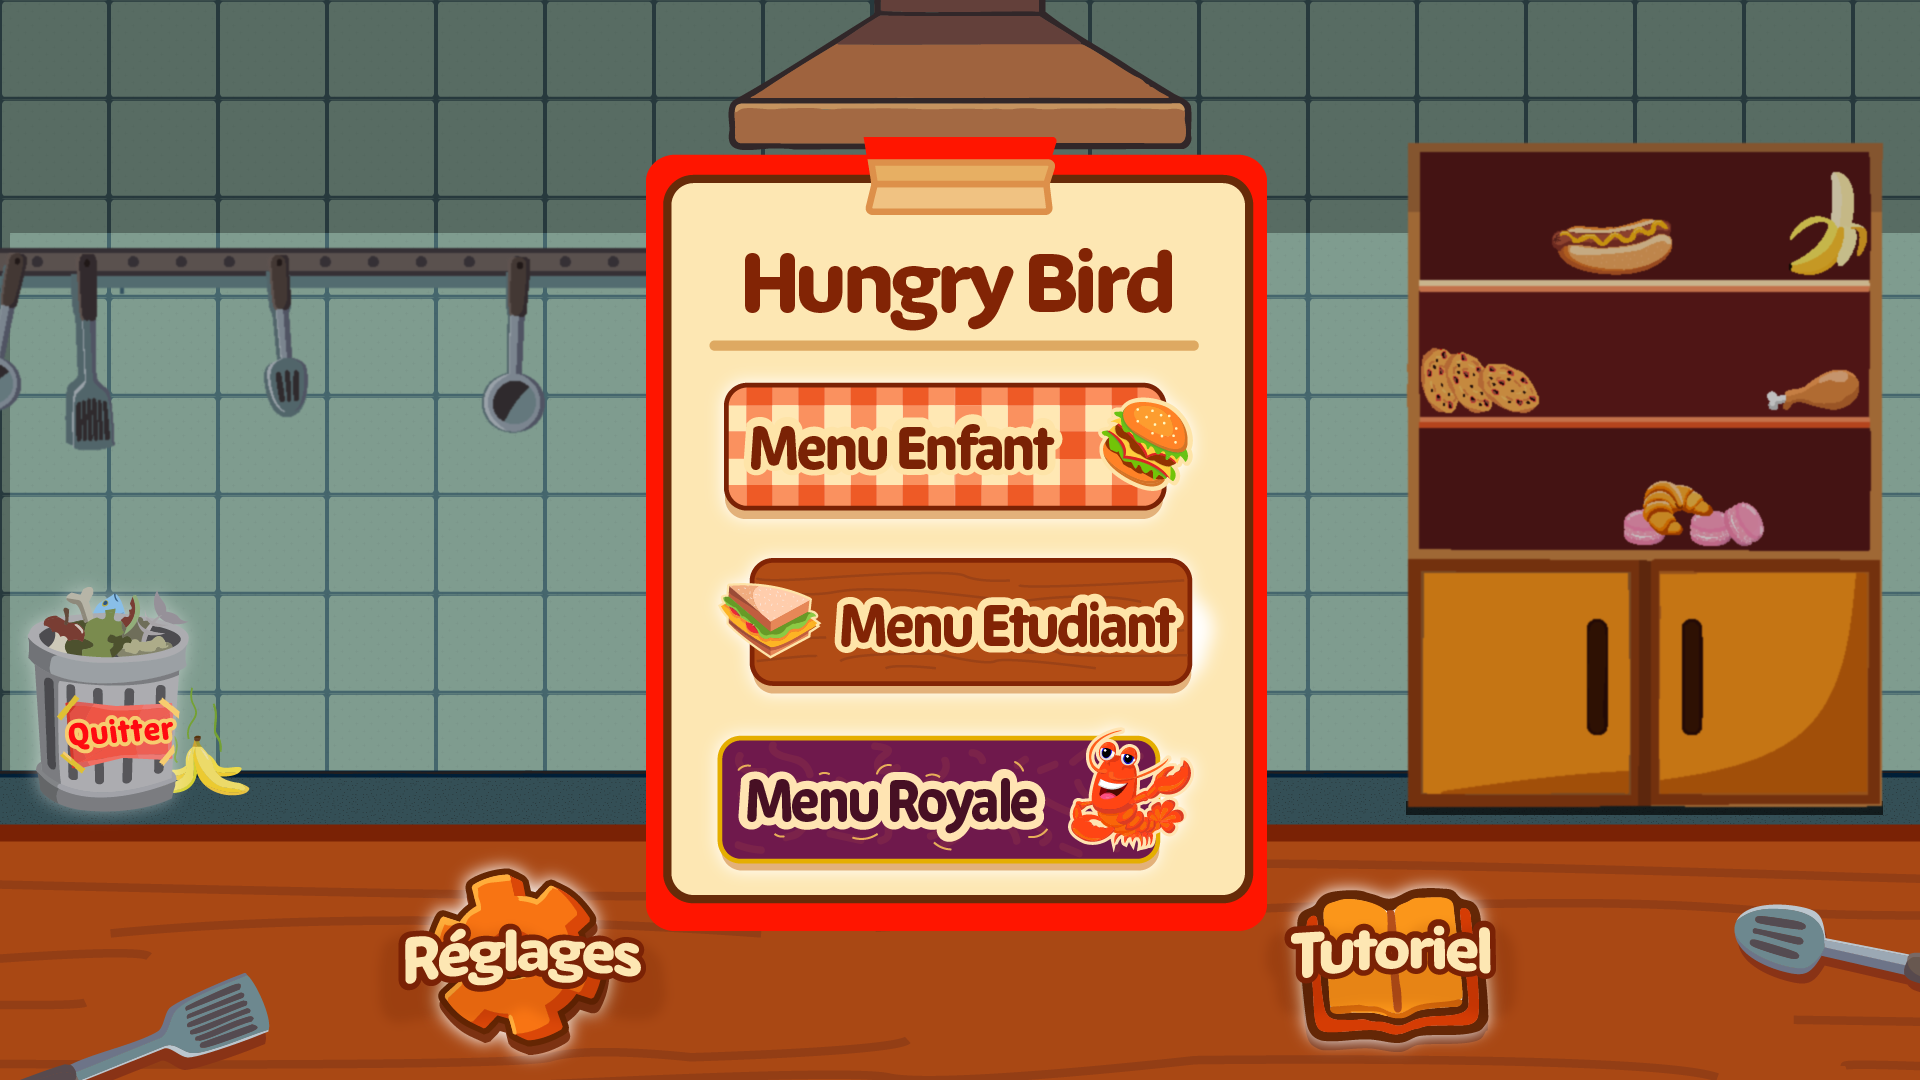 Hungry Bird
Menu Enfant
Menu Etudiant
Quitter
Menu Royale
Réglages
Tutoriel